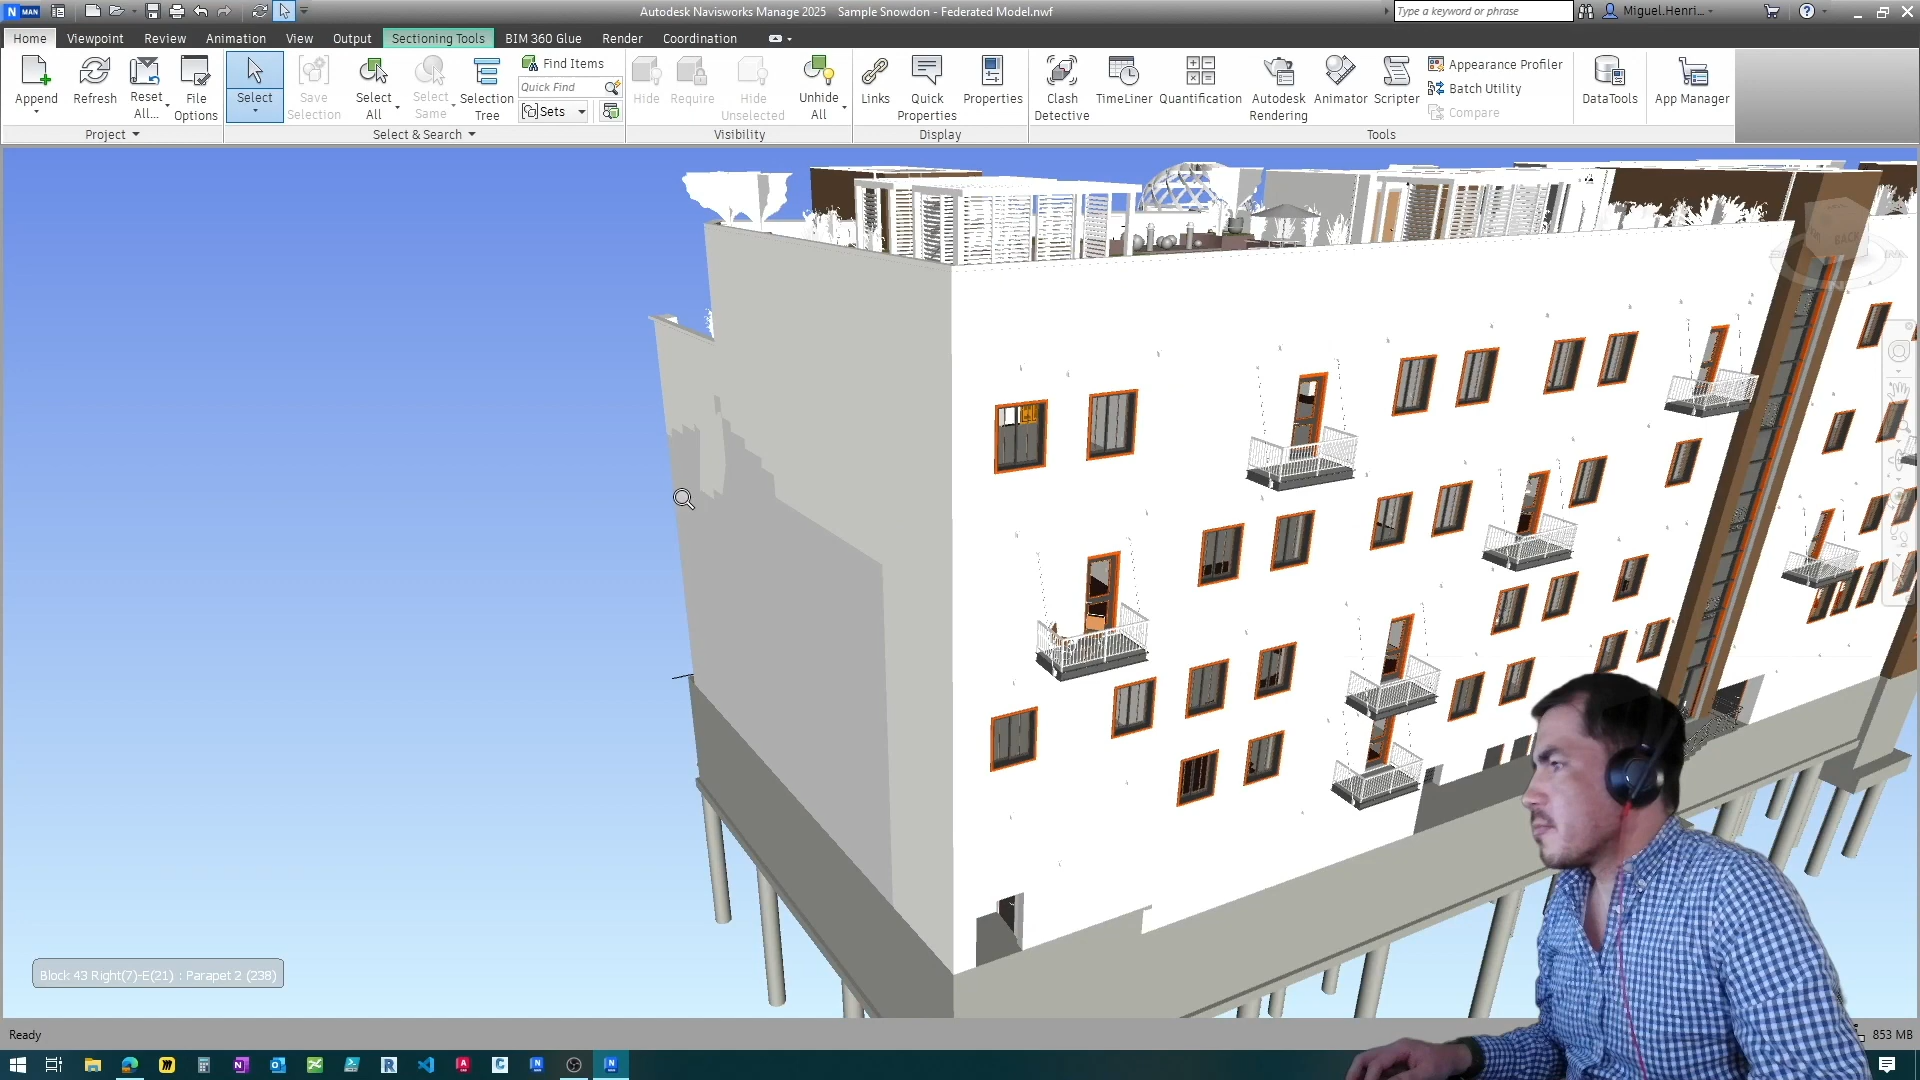 N MAN
Autodesk Navisworks Manage 2025 Sample Snowdon - Federated Model.nwf
Type a keyword or phrase
Miguel.Henri...
Home Viewpoint Review Animation View Output Sectioning Tools BIM 360 Glue Render Coordination
Append
Refresh
Reset All...
File Options
Project
Select
Save Selection
Select All
Select Same
Selection Tree
Find Items
Quick Find
Sets
Select & Search
Hide
Require
Hide Unselected
Unhide All
Visibility
Links
Quick Properties
Properties
Display
Clash Detective
TimeLiner
Quantification
Autodesk Rendering
Animator
Scripter
Appearance Profiler
Batch Utility
Compare
Tools
DataTools
App Manager
BACK
Block 43 Right(7)-E(21) : Parapet 2 (238)
Ready
853 MB